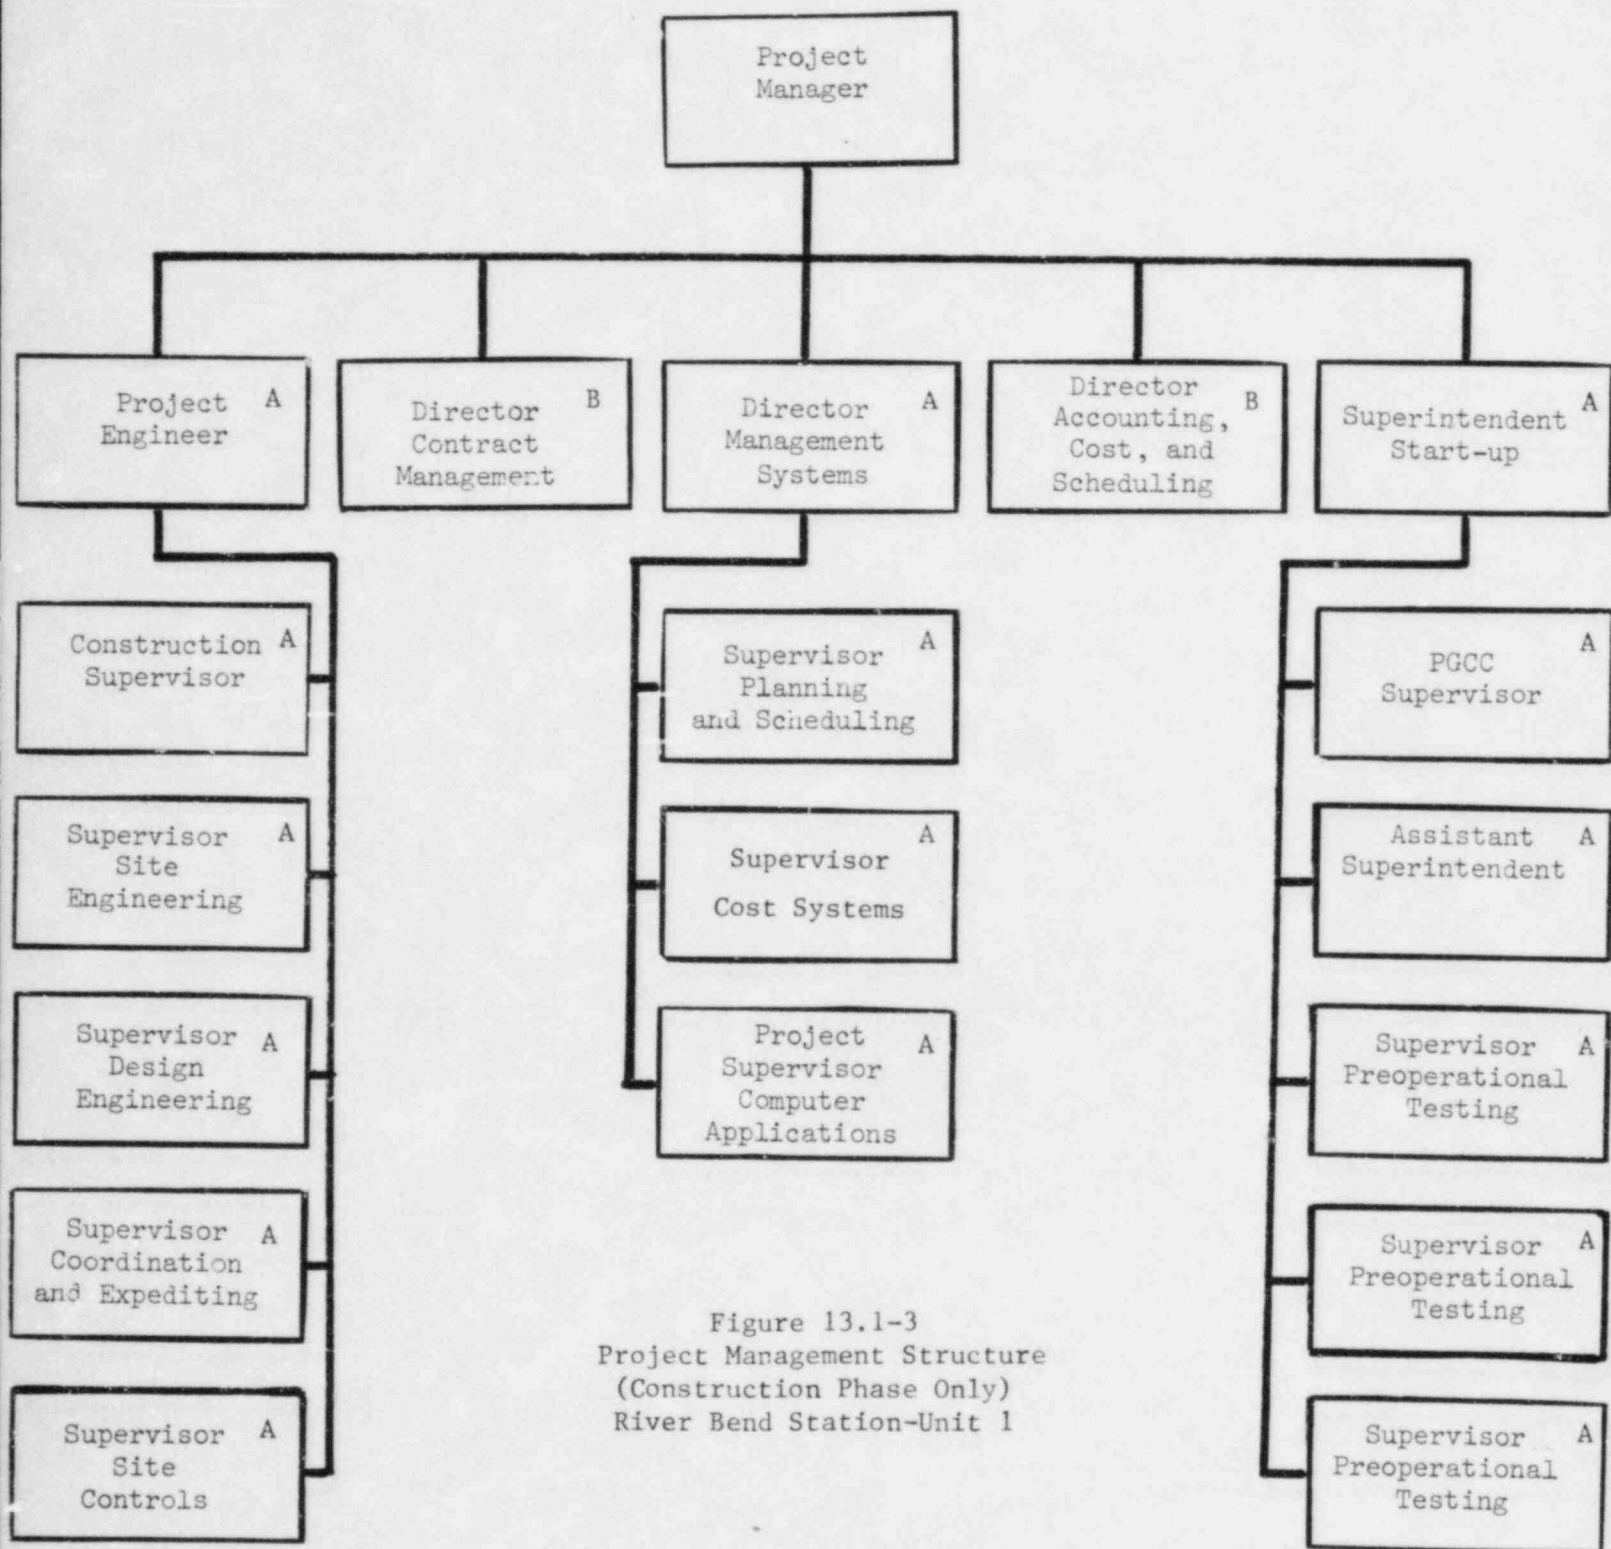 Project
Manager
Project A
Engineer
Director B
Contract
Management
Director A
Management
Systems
Director B
Accounting,
Cost, and
Scheduling
Superintendent A
Start-up
Construction A
Supervisor
Supervisor A
Site
Engineering
Supervisor A
Design
Engineering
Supervisor A
Coordination
and Expediting
Supervisor A
Site
Controls
Supervisor A
Planning
and Scheduling
Supervisor A
Cost Systems
Project A
Supervisor
Computer
Applications
PGCC A
Supervisor
Assistant A
Superintendent
Supervisor A
Preoperational
Testing
Supervisor A
Preoperational
Testing
Supervisor A
Preoperational
Testing
Figure 13.1-3
Project Management Structure
(Construction Phase Only)
River Bend Station-Unit 1